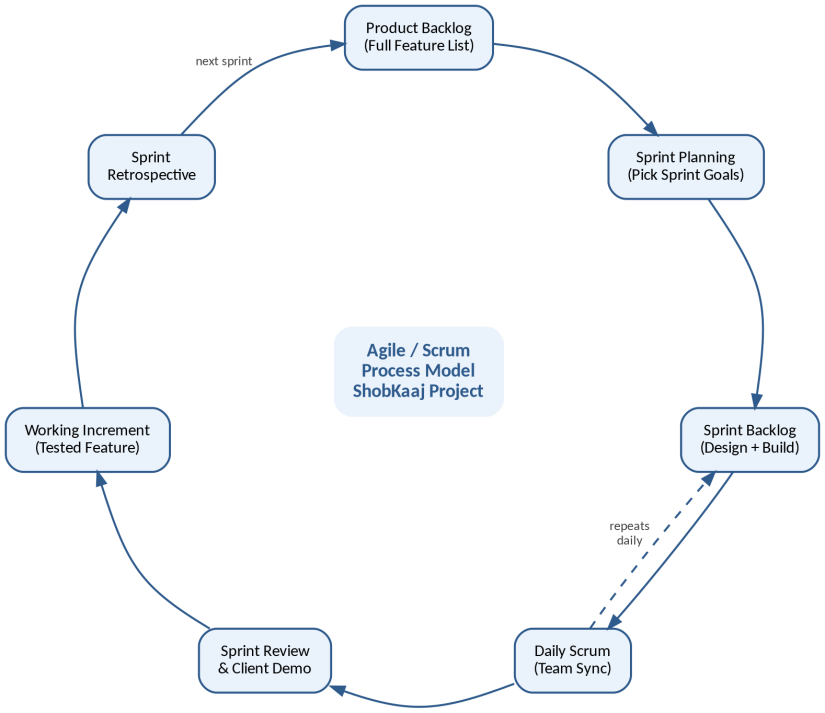 Product Backlog
(Full Feature List)
next sprint
Sprint
Retrospective
Sprint Planning
(Pick Sprint Goals)
Agile / Scrum
Process Model
ShobKaaj Project
Working Increment
(Tested Feature)
Sprint Backlog
(Design + Build)
repeats
daily
Sprint Review
& Client Demo
Daily Scrum
(Team Sync)